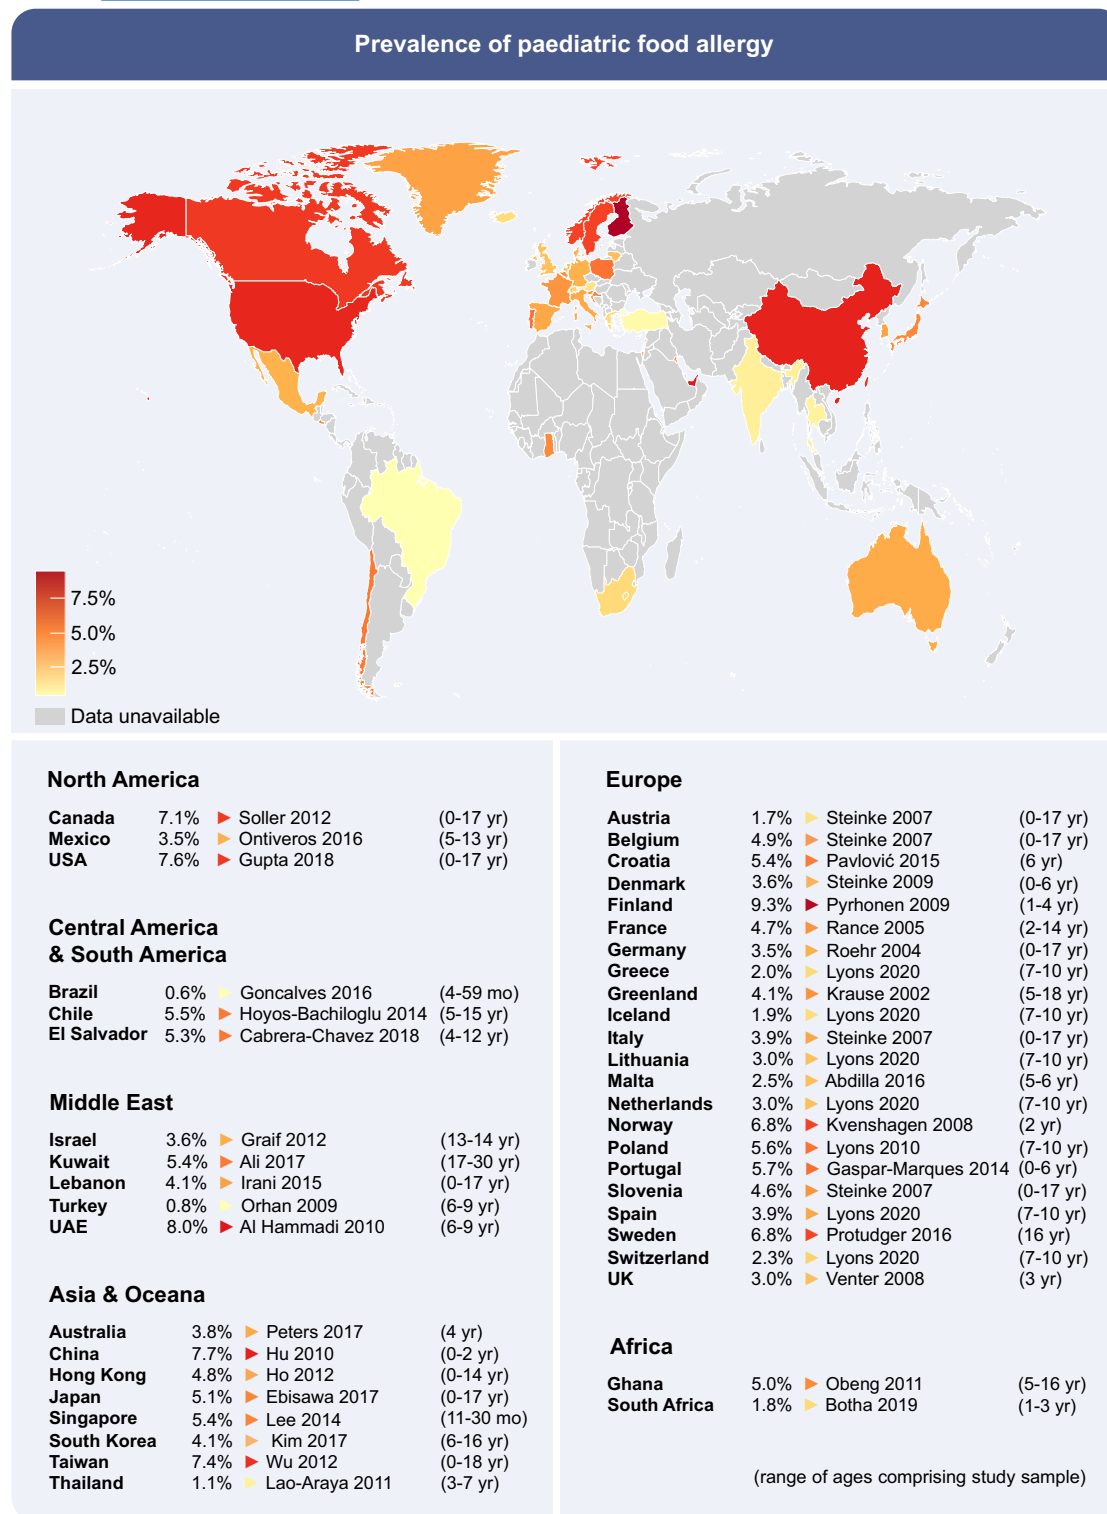 Prevalence of paediatric food allergy
7.5%
5.0%
2.5%
Data unavailable
North America
Canada 7.1% ▶ Soller 2012 (0-17 yr)
Mexico 3.5% ▶ Ontiveros 2016 (5-13 yr)
USA 7.6% ▶ Gupta 2018 (0-17 yr)
Central America
& South America
Brazil 0.6% ▶ Goncalves 2016 (4-59 mo)
Chile 5.5% ▶ Hoyos-Bachiloglu 2014 (5-15 yr)
El Salvador 5.3% ▶ Cabrera-Chavez 2018 (4-12 yr)
Middle East
Israel 3.6% ▶ Graif 2012 (13-14 yr)
Kuwait 5.4% ▶ Ali 2017 (17-30 yr)
Lebanon 4.1% ▶ Irani 2015 (0-17 yr)
Turkey 0.8% ▶ Orhan 2009 (6-9 yr)
UAE 8.0% ▶ Al Hammadi 2010 (6-9 yr)
Asia & Oceana
Australia 3.8% ▶ Peters 2017 (4 yr)
China 7.7% ▶ Hu 2010 (0-2 yr)
Hong Kong 4.8% ▶ Ho 2012 (0-14 yr)
Japan 5.1% ▶ Ebisawa 2017 (0-17 yr)
Singapore 5.4% ▶ Lee 2014 (11-30 mo)
South Korea 4.1% ▶ Kim 2017 (6-16 yr)
Taiwan 7.4% ▶ Wu 2012 (0-18 yr)
Thailand 1.1% ▶ Lao-Araya 2011 (3-7 yr)
Europe
Austria 1.7% ▶ Steinke 2007 (0-17 yr)
Belgium 4.9% ▶ Steinke 2007 (0-17 yr)
Croatia 5.4% ▶ Pavlović 2015 (6 yr)
Denmark 3.6% ▶ Steinke 2009 (0-6 yr)
Finland 9.3% ▶ Pyrhonen 2009 (1-4 yr)
France 4.7% ▶ Rance 2005 (2-14 yr)
Germany 3.5% ▶ Roehr 2004 (0-17 yr)
Greece 2.0% ▶ Lyons 2020 (7-10 yr)
Greenland 4.1% ▶ Krause 2002 (5-18 yr)
Iceland 1.9% ▶ Lyons 2020 (7-10 yr)
Italy 3.9% ▶ Steinke 2007 (0-17 yr)
Lithuania 3.0% ▶ Lyons 2020 (7-10 yr)
Malta 2.5% ▶ Abdilla 2016 (5-6 yr)
Netherlands 3.0% ▶ Lyons 2020 (7-10 yr)
Norway 6.8% ▶ Kvenshagen 2008 (2 yr)
Poland 5.6% ▶ Lyons 2010 (7-10 yr)
Portugal 5.7% ▶ Gaspar-Marques 2014 (0-6 yr)
Slovenia 4.6% ▶ Steinke 2007 (0-17 yr)
Spain 3.9% ▶ Lyons 2020 (7-10 yr)
Sweden 6.8% ▶ Protudger 2016 (16 yr)
Switzerland 2.3% ▶ Lyons 2020 (7-10 yr)
UK 3.0% ▶ Venter 2008 (3 yr)
Africa
Ghana 5.0% ▶ Obeng 2011 (5-16 yr)
South Africa 1.8% ▶ Botha 2019 (1-3 yr)
(range of ages comprising study sample)